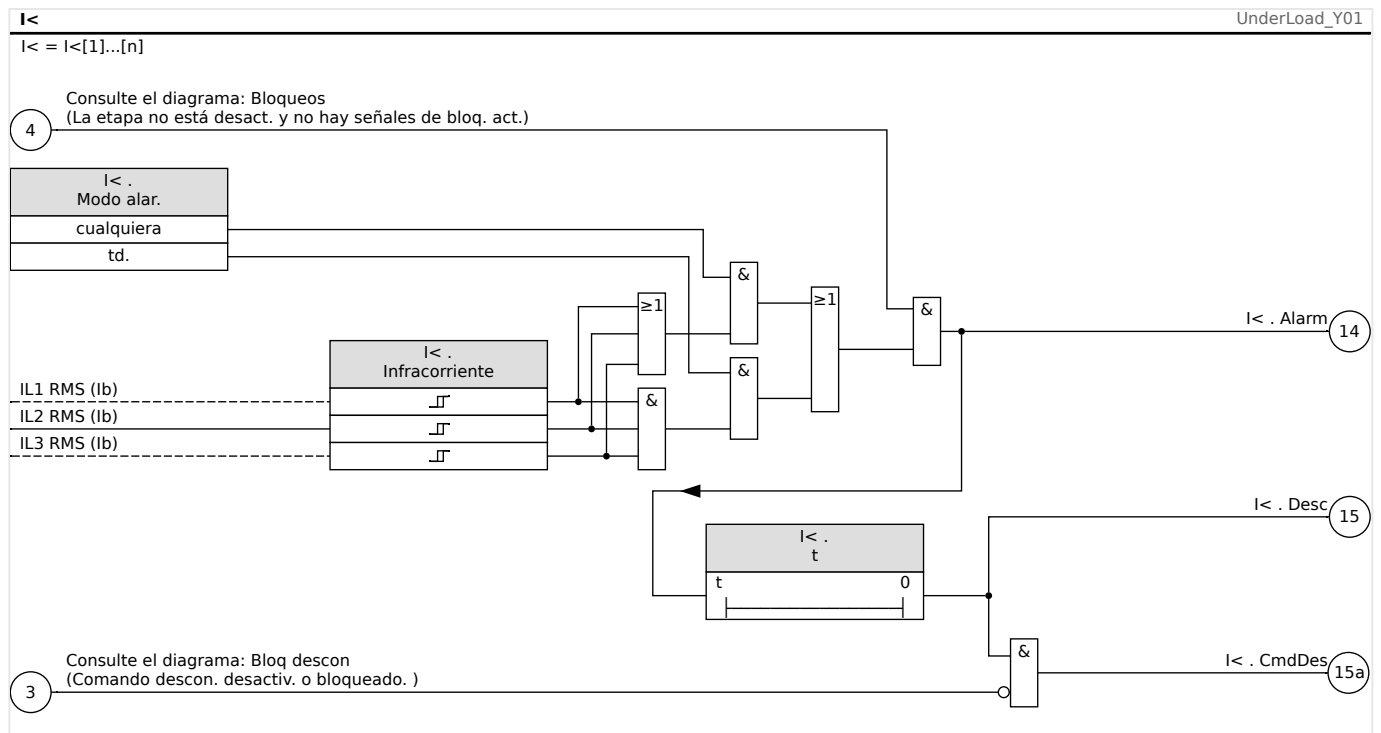 I<
UnderLoad_Y01
I< = I<[1]...[n]
Consulte el diagrama: Bloqueos
(La etapa no está desact. y no hay señales de bloq. act.)
4
I< .
Modo alar.
cualquiera
td.
&
≥1
≥1
&
I< . Alarm
14
I< .
Infracorriente
&
&
IL1 RMS (Ib)
IL2 RMS (Ib)
IL3 RMS (Ib)
I< . Desc
15
I< .
t
t
0
Consulte el diagrama: Bloq descon
(Comando descon. desactiv. o bloqueado. )
3
&
I< . CmdDes
15a